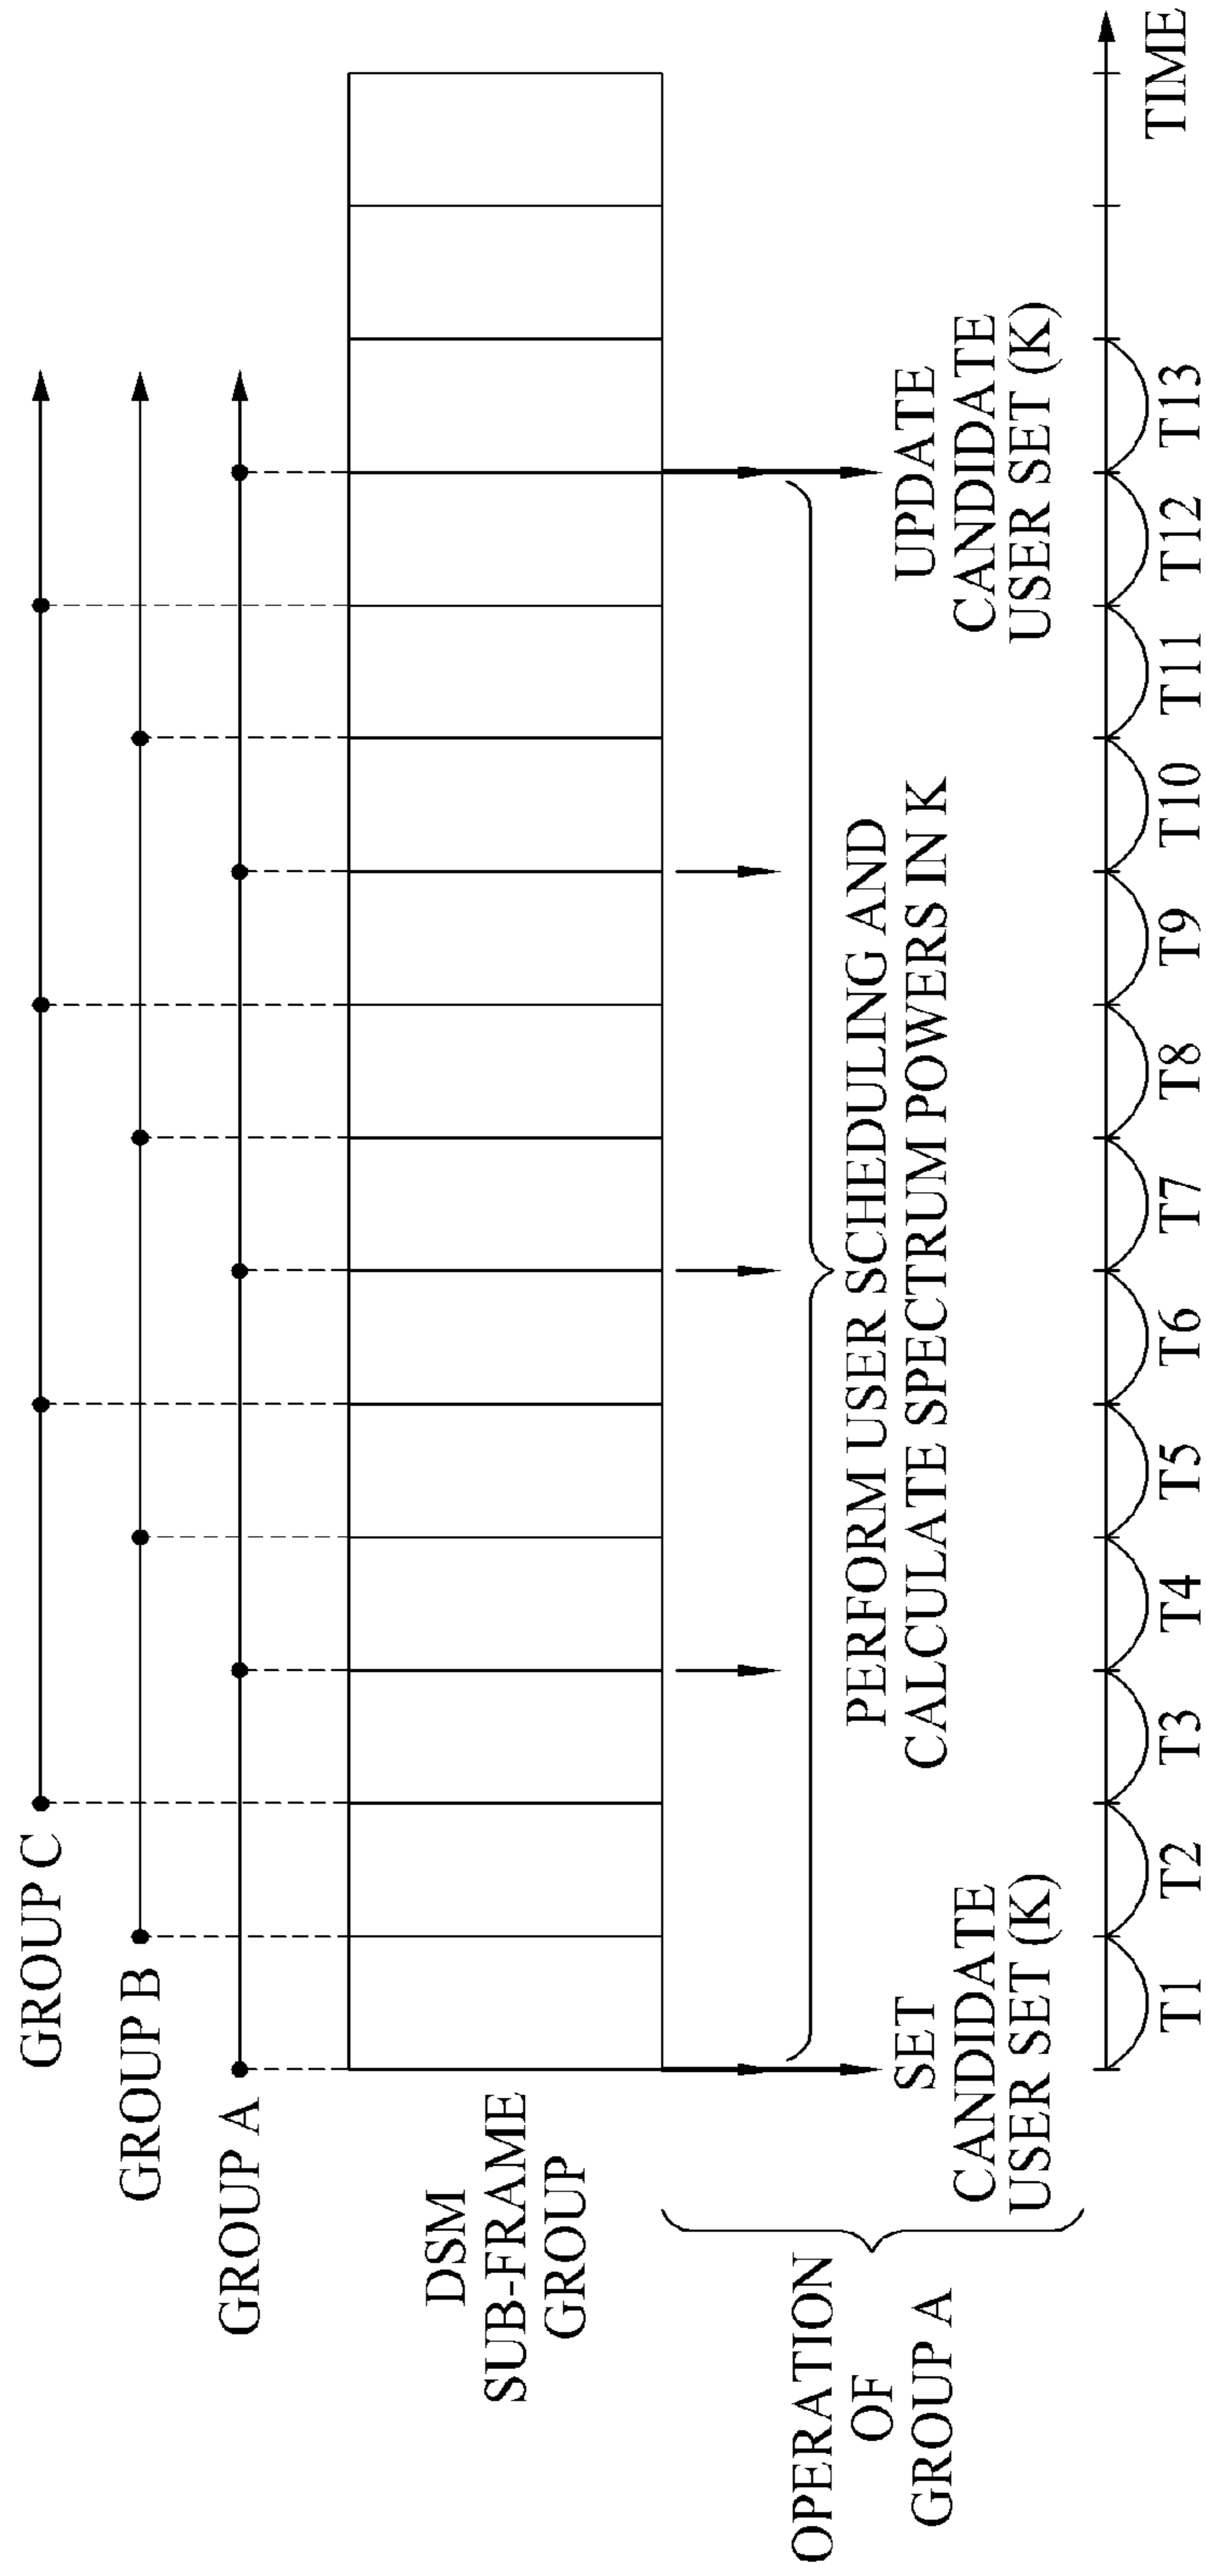 GROUP C
GROUP B
GROUP A
DSM
SUB-FRAME
GROUP
OPERATION
OF
GROUP A
SET
CANDIDATE
USER SET (K)
PERFORM USER SCHEDULING AND
CALCULATE SPECTRUM POWERS IN K
UPDATE
CANDIDATE
USER SET (K)
T1 T2 T3 T4 T5 T6 T7 T8 T9 T10 T11 T12 T13
TIME